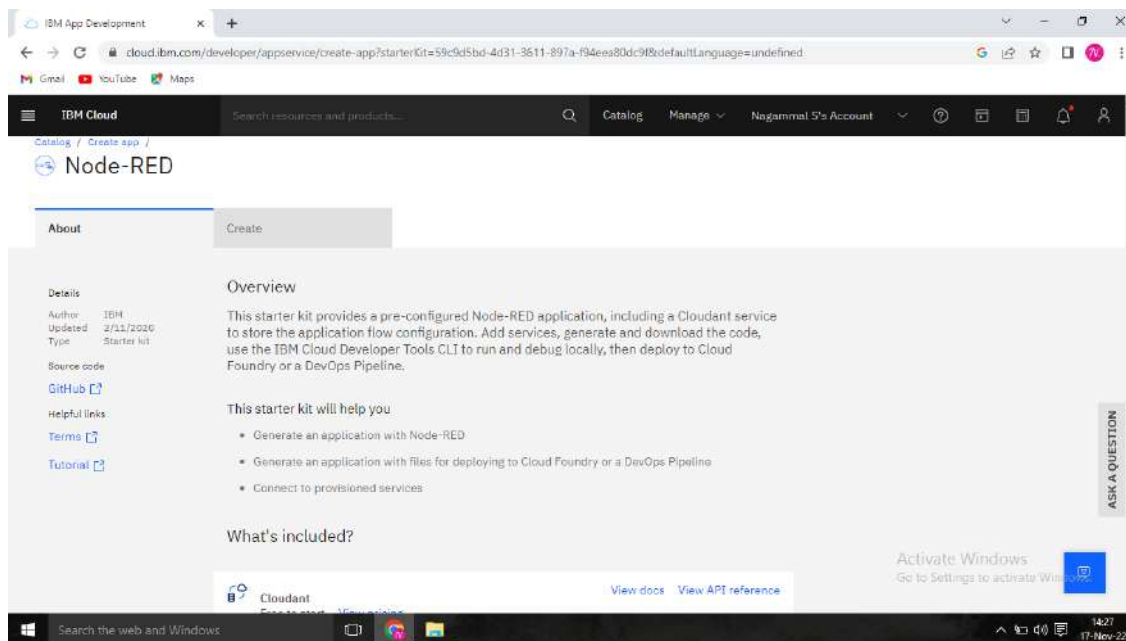 IBM App Development
cloud.ibm.com/developer/appservice/create-app?starterKit=59c9d5bd-4d31-3611-897a-f94eea80dc9f&defaultLanguage=undefined
Gmail YouTube Maps
IBM Cloud Search resources and products... Catalog Manage Nagammal S's Account
Catalog / Create app /
Node-RED
About Create
Details
Author IBM
Updated 2/11/2020
Type Starter kit
Source code
GitHub
Helpful links
Terms
Tutorial
Overview
This starter kit provides a pre-configured Node-RED application, including a Cloudant service
to store the application flow configuration. Add services, generate and download the code,
use the IBM Cloud Developer Tools CLI to run and debug locally, then deploy to Cloud
Foundry or a DevOps Pipeline.
This starter kit will help you
• Generate an application with Node-RED
• Generate an application with files for deploying to Cloud Foundry or a DevOps Pipeline
• Connect to provisioned services
What's included?
Cloudant View docs View API reference
Free to start View pricing
ASK A QUESTION
Activate Windows
Go to Settings to activate
Search the web and Windows
14:27
17-Nov-22